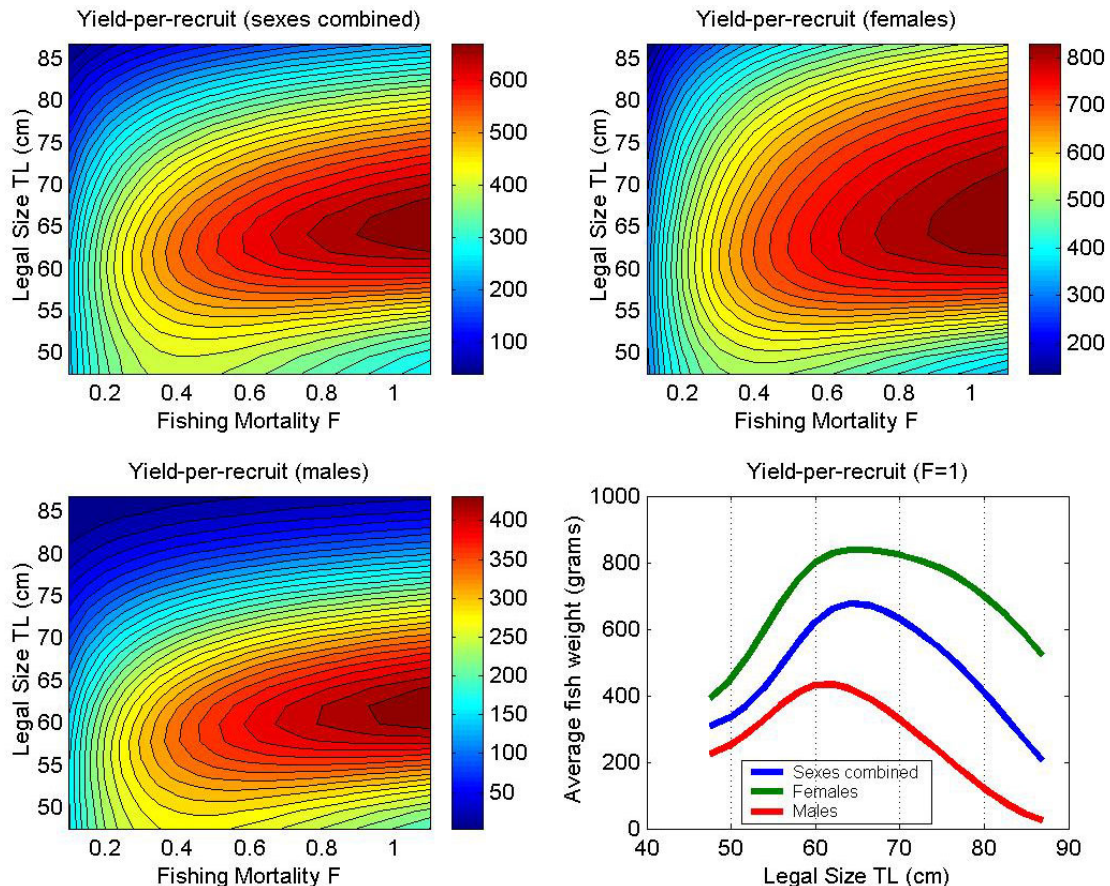 Yield-per-recruit (sexes combined)
85
80
75
70
65
60
55
50
Legal Size TL (cm)
0.2 0.4 0.6 0.8 1
Fishing Mortality F
600
500
400
300
200
100
Yield-per-recruit (females)
85
80
75
70
65
60
55
50
Legal Size TL (cm)
0.2 0.4 0.6 0.8 1
Fishing Mortality F
800
700
600
500
400
300
200
Yield-per-recruit (males)
85
80
75
70
65
60
55
50
Legal Size TL (cm)
0.2 0.4 0.6 0.8 1
Fishing Mortality F
400
350
300
250
200
150
100
50
Yield-per-recruit (F=1)
1000
800
600
400
200
0
Average fish weight (grams)
Sexes combined
Females
Males
40 50 60 70 80 90
Legal Size TL (cm)